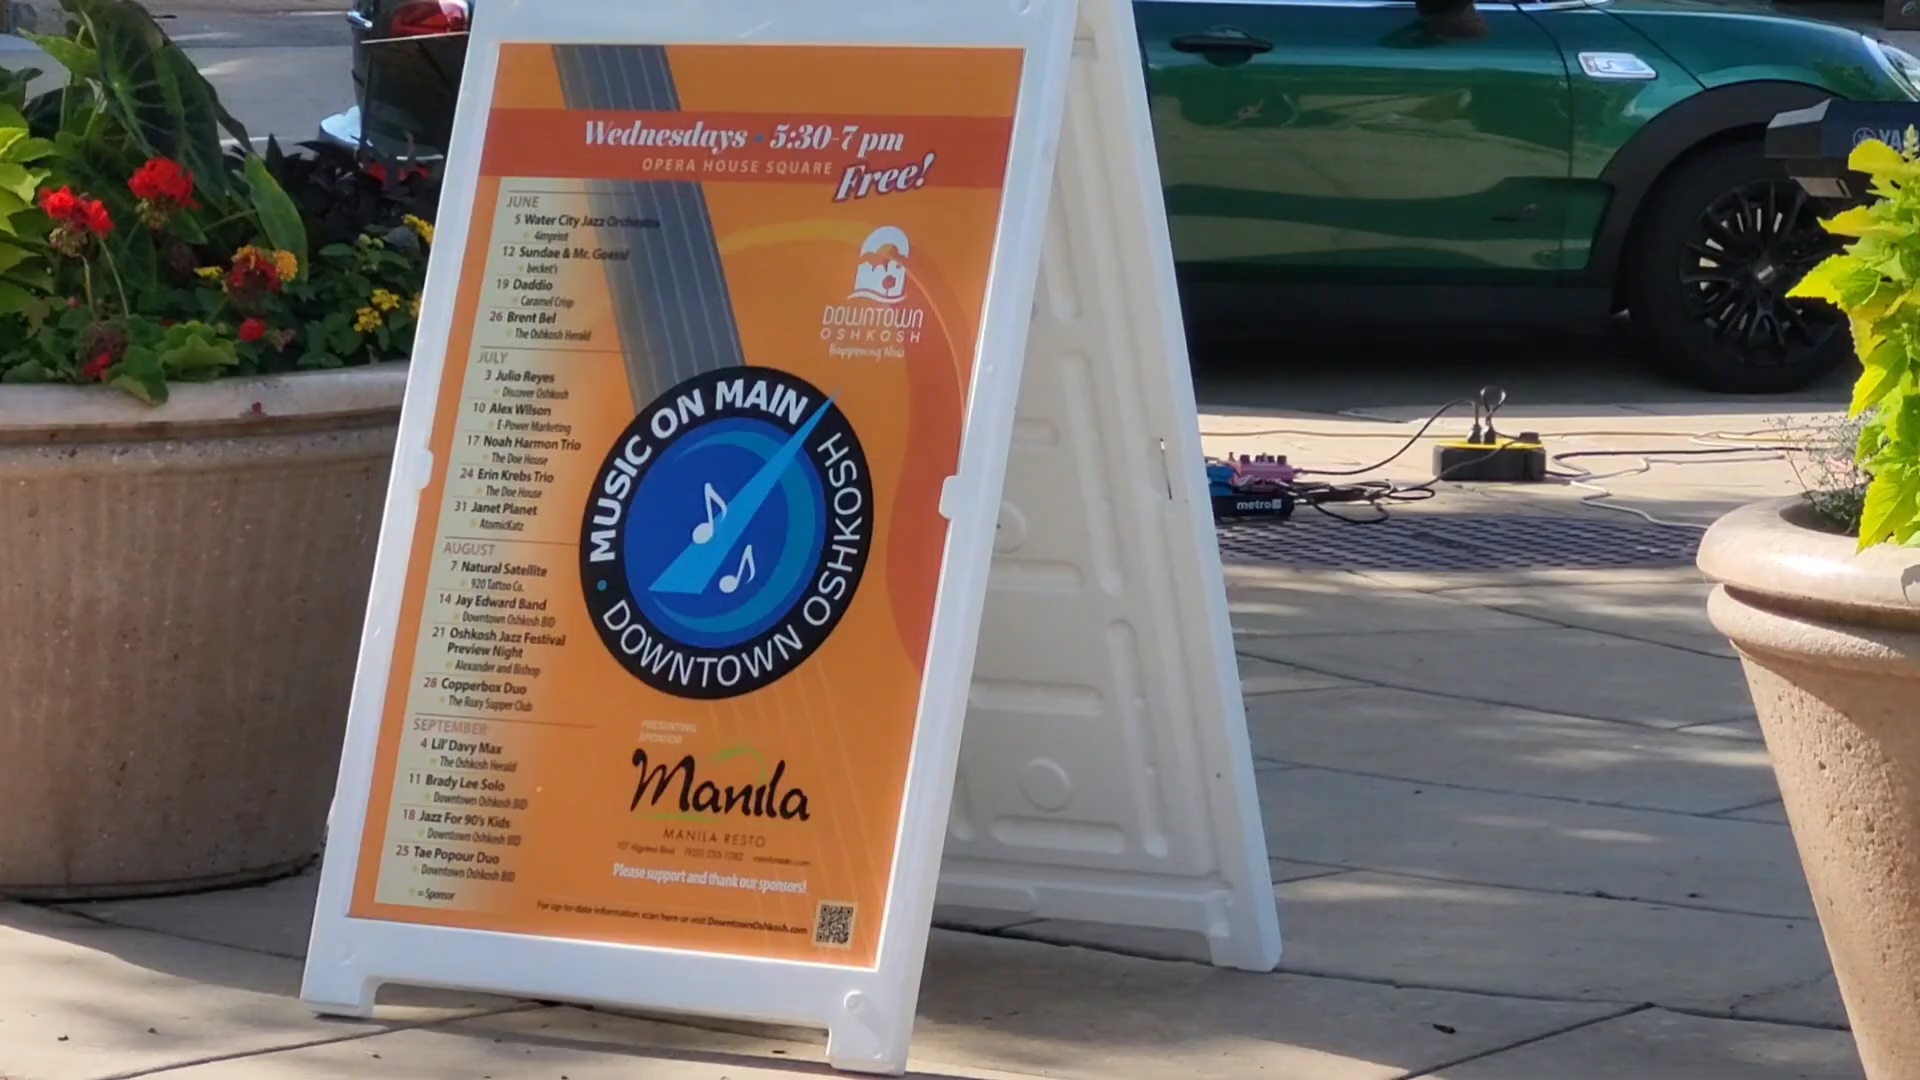 Wednesdays • 5:30-7 pm
OPERA HOUSE SQUARE
Free!
JUNE
5 Water City Jazz Orchestra
4imprint
12 Sundae & Mr. Goessl
becket's
19 Daddio
Caramel Crisp
26 Brent Bel
The Oshkosh Herald
JULY
3 Julio Reyes
Discover Oshkosh
10 Alex Wilson
E-Power Marketing
17 Noah Harmon Trio
The Doe House
24 Erin Krebs Trio
The Doe House
31 Janet Planet
AtomicKatz
AUGUST
7 Natural Satellite
920 Tattoo Co.
14 Jay Edward Band
Downtown Oshkosh BID
21 Oshkosh Jazz Festival
Preview Night
Alexander and Bishop
28 Copperbox Duo
The Roxy Supper Club
SEPTEMBER
4 Lil' Davy Max
The Oshkosh Herald
11 Brady Lee Solo
Downtown Oshkosh BID
18 Jazz For 90's Kids
Downtown Oshkosh BID
25 Tae Popour Duo
Downtown Oshkosh BID
= Sponsor
DOWNTOWN
OSHKOSH
Happening Now
MUSIC ON MAIN
• DOWNTOWN OSHKOSH
PRESENTING
SPONSOR
Manila
MANILA RESTO
107 Algoma Blvd
Please support and thank our sponsors!
For up-to-date information scan here or visit DowntownOshkosh.com
metro
YAM
S